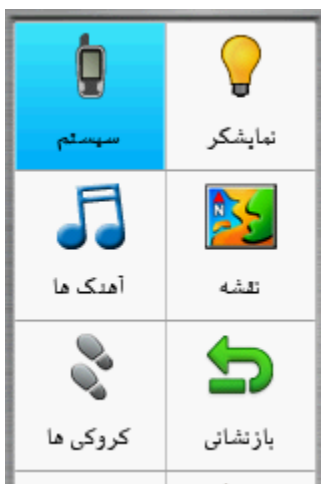 سیستم
نمایشگر
آهنگ ها
نقشه
کروکی ها
بازنشانی